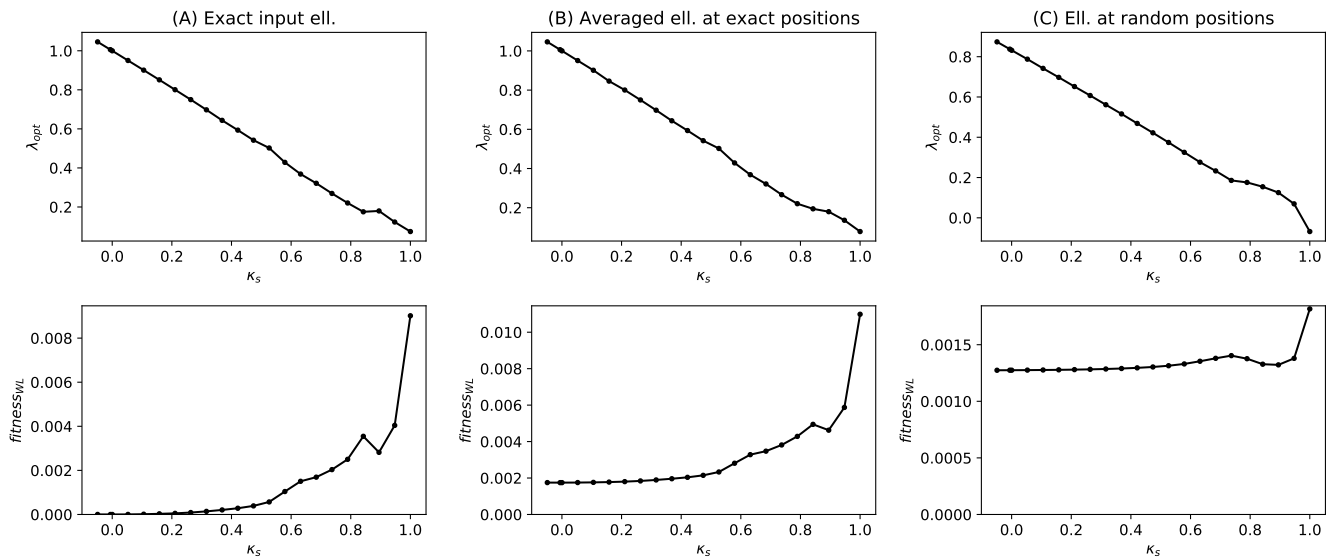 (A) Exact input ell.
(B) Averaged ell. at exact positions
(C) Ell. at random positions
λopt
1.0
0.8
0.6
0.4
0.2
0.0 0.2 0.4 0.6 0.8 1.0
κs
λopt
1.0
0.8
0.6
0.4
0.2
0.0 0.2 0.4 0.6 0.8 1.0
κs
λopt
0.8
0.6
0.4
0.2
0.0
0.0 0.2 0.4 0.6 0.8 1.0
κs
fitnessWL
0.008
0.006
0.004
0.002
0.000
0.0 0.2 0.4 0.6 0.8 1.0
κs
fitnessWL
0.010
0.008
0.006
0.004
0.002
0.000
0.0 0.2 0.4 0.6 0.8 1.0
κs
fitnessWL
0.0015
0.0010
0.0005
0.0000
0.0 0.2 0.4 0.6 0.8 1.0
κs